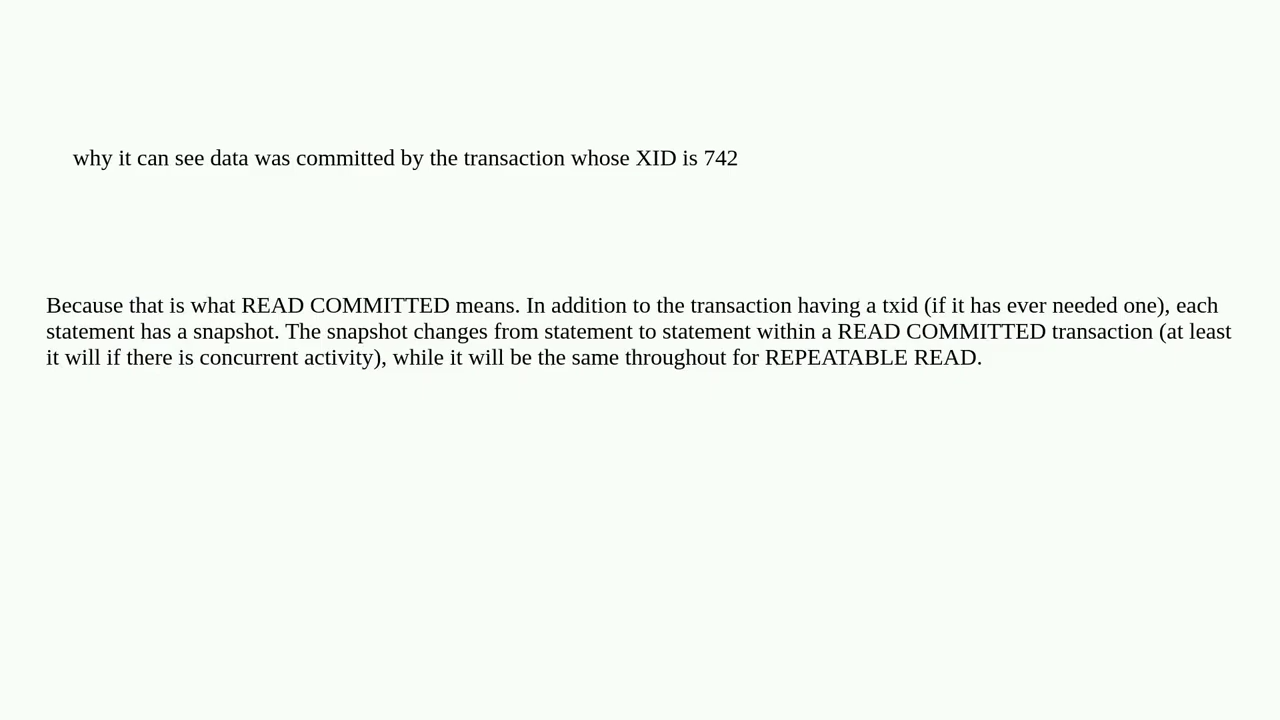 why it can see data was committed by the transaction whose XID is 742
Because that is what READ COMMITTED means. In addition to the transaction having a txid (if it has ever needed one), each
statement has a snapshot. The snapshot changes from statement to statement within a READ COMMITTED transaction (at least
it will if there is concurrent activity), while it will be the same throughout for REPEATABLE READ.